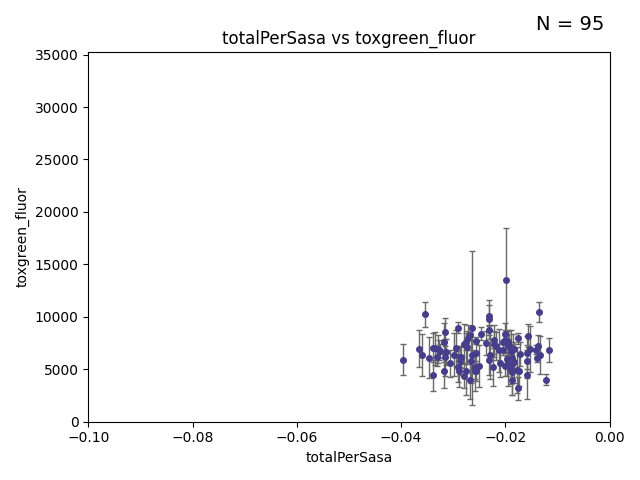 N = 95
totalPerSasa vs toxgreen_fluor
35000
30000
25000
20000
15000
10000
5000
0
toxgreen_fluor
−0.10 −0.08 −0.06 −0.04 −0.02 0.00
totalPerSasa